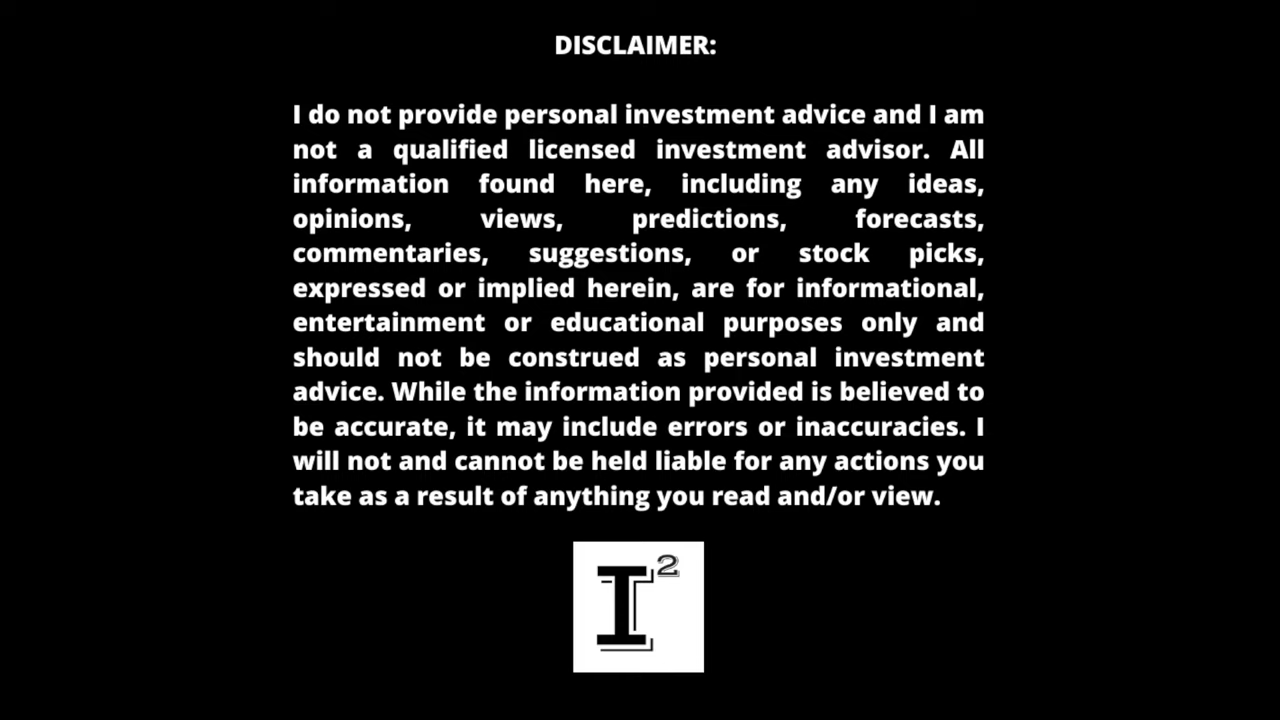 DISCLAIMER:
I do not provide personal investment advice and I am
not a qualified licensed investment advisor. All
information found here, including any ideas,
opinions, views, predictions, forecasts,
commentaries, suggestions, or stock picks,
expressed or implied herein, are for informational,
entertainment or educational purposes only and
should not be construed as personal investment
advice. While the information provided is believed to
be accurate, it may include errors or inaccuracies. I
will not and cannot be held liable for any actions you
take as a result of anything you read and/or view.
I²